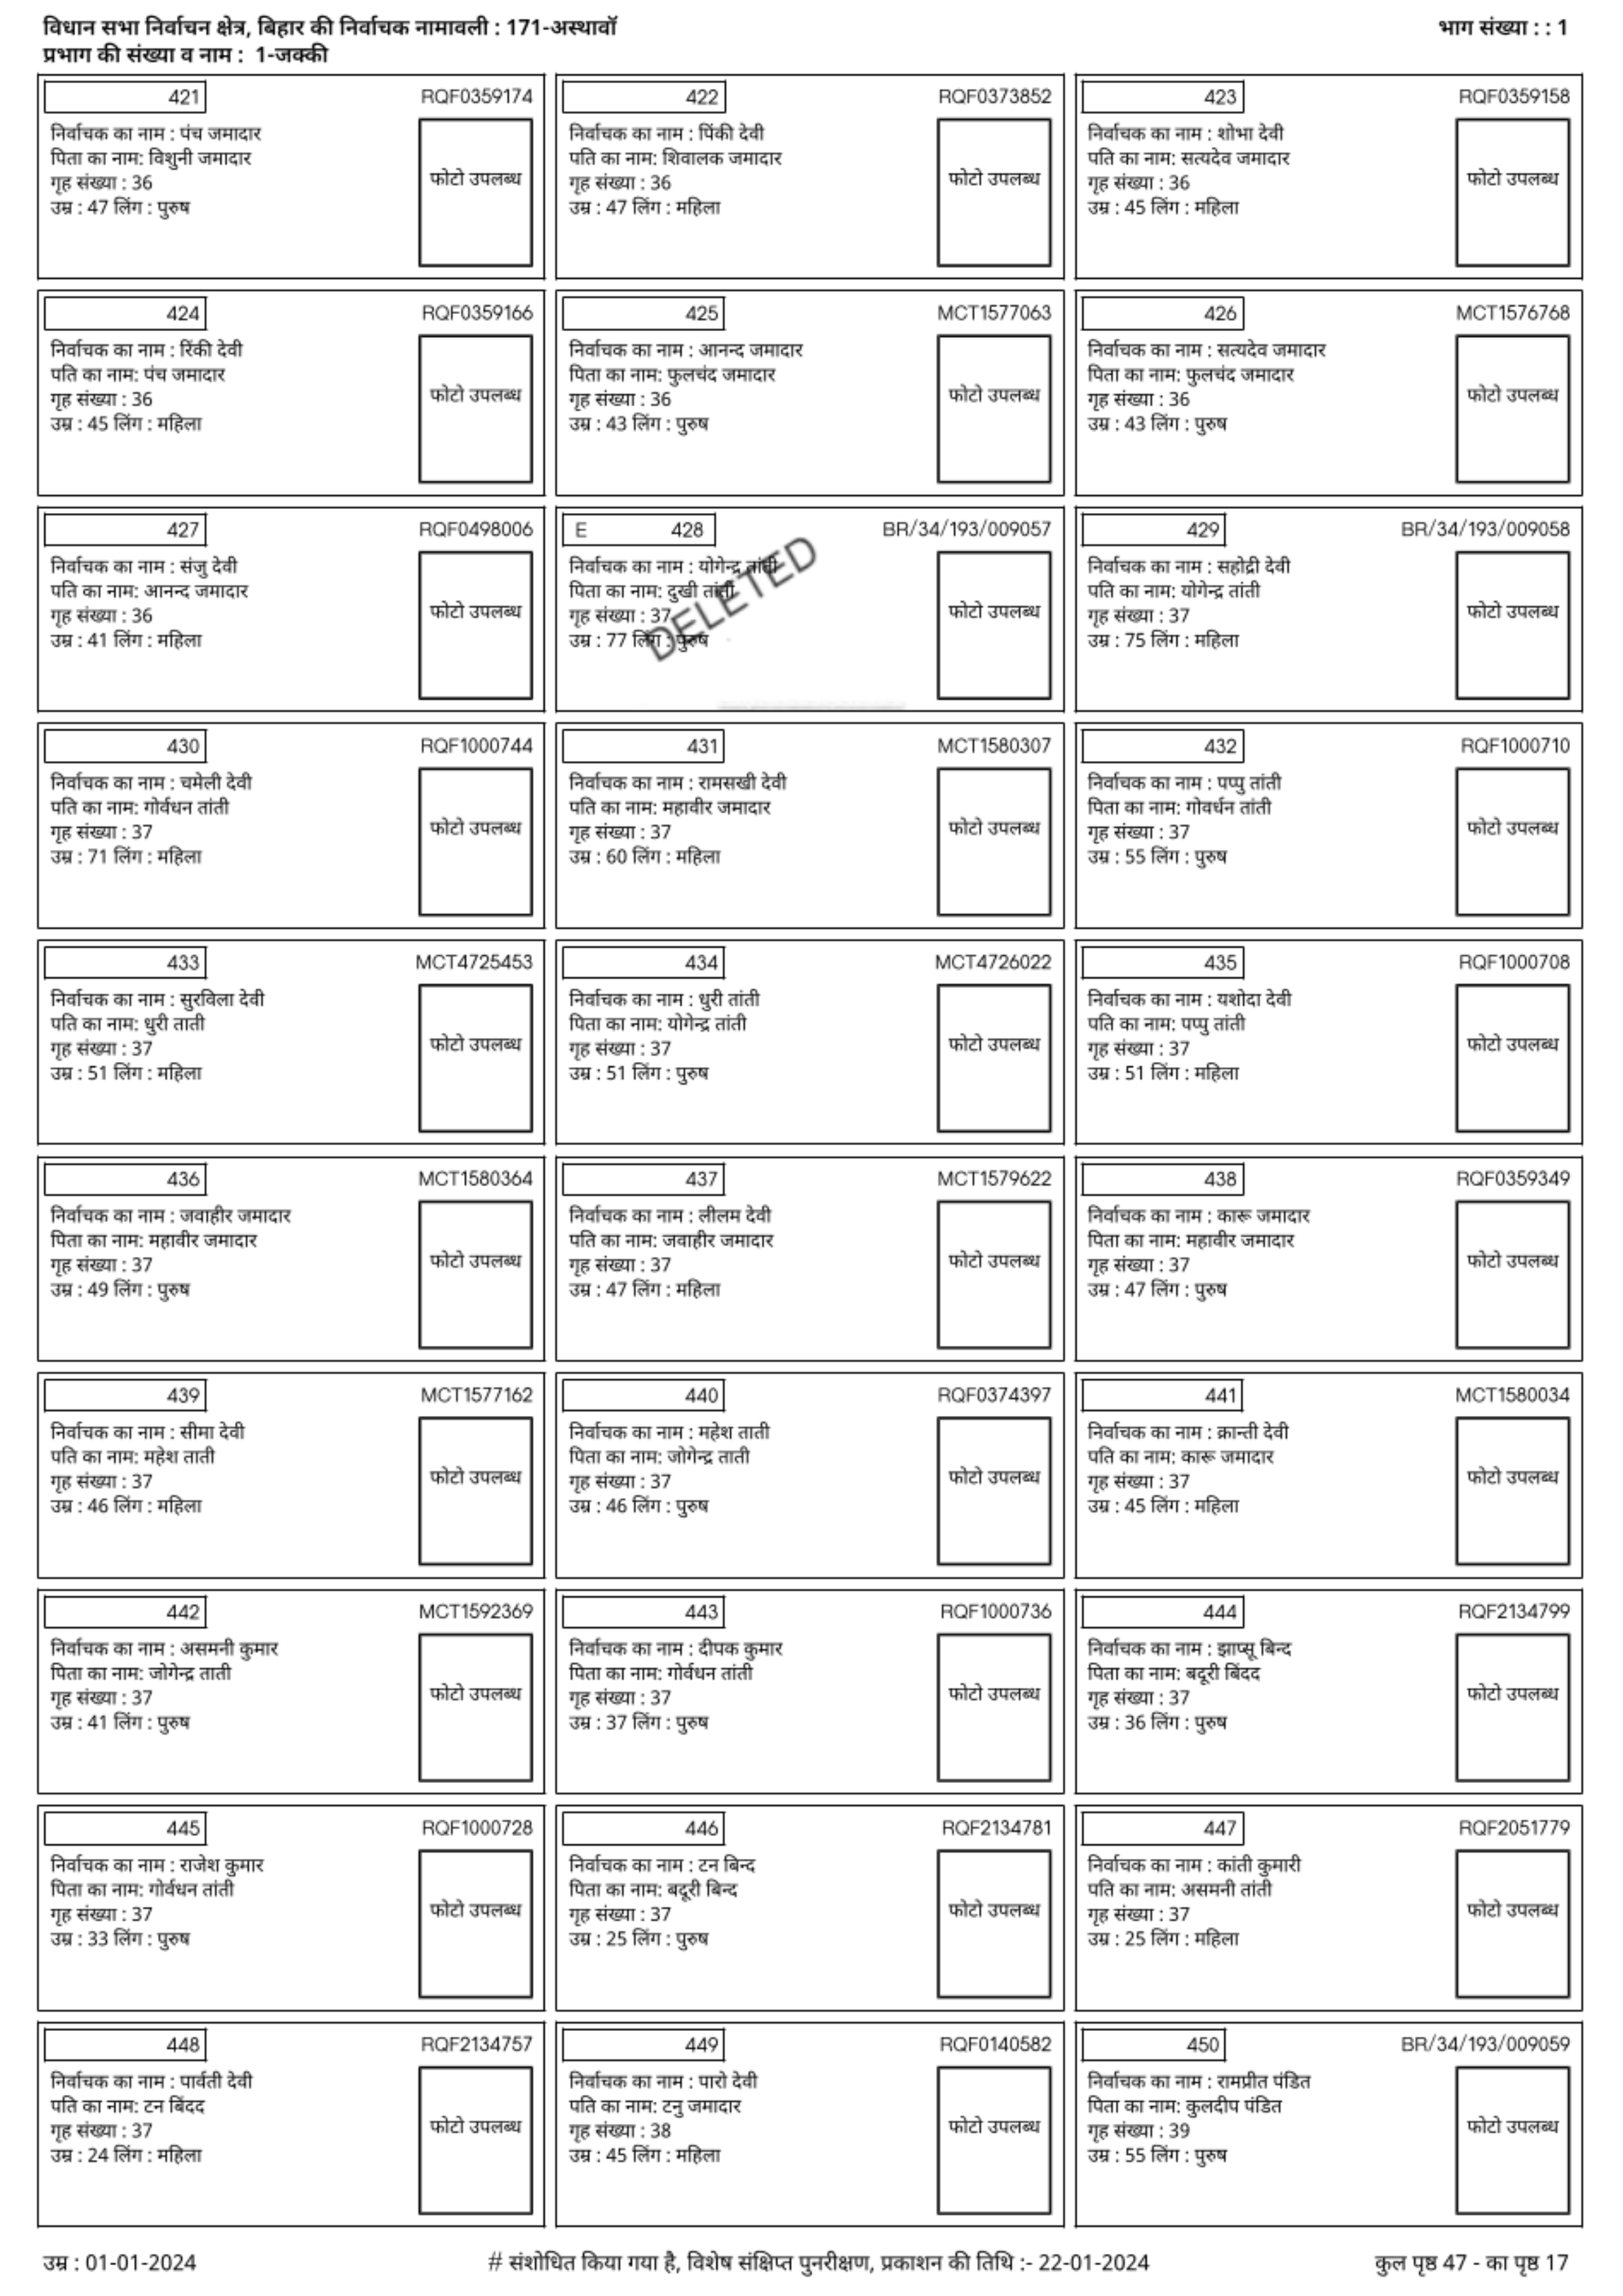 विधान सभा निर्वाचन क्षेत्र, बिहार की निर्वाचक नामावली : 171-अस्थावॉ
भाग संख्या : : 1
प्रभाग की संख्या व नाम : 1-जक्की
421 RQF0359174
निर्वाचक का नाम : पंच जमादार
पिता का नाम: विशुनी जमादार
गृह संख्या : 36
उम्र : 47 लिंग : पुरुष
फोटो उपलब्ध
422 RQF0373852
निर्वाचक का नाम : पिंकी देवी
पति का नाम: शिवालक जमादार
गृह संख्या : 36
उम्र : 47 लिंग : महिला
फोटो उपलब्ध
423 RQF0359158
निर्वाचक का नाम : शोभा देवी
पति का नाम: सत्यदेव जमादार
गृह संख्या : 36
उम्र : 45 लिंग : महिला
फोटो उपलब्ध
424 RQF0359166
निर्वाचक का नाम : रिंकी देवी
पति का नाम: पंच जमादार
गृह संख्या : 36
उम्र : 45 लिंग : महिला
फोटो उपलब्ध
425 MCT1577063
निर्वाचक का नाम : आनन्द जमादार
पिता का नाम: फुलचंद जमादार
गृह संख्या : 36
उम्र : 43 लिंग : पुरुष
फोटो उपलब्ध
426 MCT1576768
निर्वाचक का नाम : सत्यदेव जमादार
पिता का नाम: फुलचंद जमादार
गृह संख्या : 36
उम्र : 43 लिंग : पुरुष
फोटो उपलब्ध
427 RQF0498006
निर्वाचक का नाम : संजु देवी
पति का नाम: आनन्द जमादार
गृह संख्या : 36
उम्र : 41 लिंग : महिला
फोटो उपलब्ध
E 428 BR/34/193/009057
निर्वाचक का नाम : योगेन्द्र तांती
पिता का नाम: दुखी तांती
गृह संख्या : 37
उम्र : 77 लिंग : पुरुष
DELETED
फोटो उपलब्ध
429 BR/34/193/009058
निर्वाचक का नाम : सहोद्री देवी
पति का नाम: योगेन्द्र तांती
गृह संख्या : 37
उम्र : 75 लिंग : महिला
फोटो उपलब्ध
430 RQF1000744
निर्वाचक का नाम : चमेली देवी
पति का नाम: गोर्वधन तांती
गृह संख्या : 37
उम्र : 71 लिंग : महिला
फोटो उपलब्ध
431 MCT1580307
निर्वाचक का नाम : रामसखी देवी
पति का नाम: महावीर जमादार
गृह संख्या : 37
उम्र : 60 लिंग : महिला
फोटो उपलब्ध
432 RQF1000710
निर्वाचक का नाम : पप्पु तांती
पिता का नाम: गोवर्धन तांती
गृह संख्या : 37
उम्र : 55 लिंग : पुरुष
फोटो उपलब्ध
433 MCT4725453
निर्वाचक का नाम : सुरविला देवी
पति का नाम: धुरी ताती
गृह संख्या : 37
उम्र : 51 लिंग : महिला
फोटो उपलब्ध
434 MCT4726022
निर्वाचक का नाम : धुरी तांती
पिता का नाम: योगेन्द्र तांती
गृह संख्या : 37
उम्र : 51 लिंग : पुरुष
फोटो उपलब्ध
435 RQF1000708
निर्वाचक का नाम : यशोदा देवी
पति का नाम: पप्पु तांती
गृह संख्या : 37
उम्र : 51 लिंग : महिला
फोटो उपलब्ध
436 MCT1580364
निर्वाचक का नाम : जवाहीर जमादार
पिता का नाम: महावीर जमादार
गृह संख्या : 37
उम्र : 49 लिंग : पुरुष
फोटो उपलब्ध
437 MCT1579622
निर्वाचक का नाम : लीलम देवी
पति का नाम: जवाहीर जमादार
गृह संख्या : 37
उम्र : 47 लिंग : महिला
फोटो उपलब्ध
438 RQF0359349
निर्वाचक का नाम : कारू जमादार
पिता का नाम: महावीर जमादार
गृह संख्या : 37
उम्र : 47 लिंग : पुरुष
फोटो उपलब्ध
439 MCT1577162
निर्वाचक का नाम : सीमा देवी
पति का नाम: महेश ताती
गृह संख्या : 37
उम्र : 46 लिंग : महिला
फोटो उपलब्ध
440 RQF0374397
निर्वाचक का नाम : महेश ताती
पिता का नाम: जोगेन्द्र ताती
गृह संख्या : 37
उम्र : 46 लिंग : पुरुष
फोटो उपलब्ध
441 MCT1580034
निर्वाचक का नाम : क्रान्ती देवी
पति का नाम: कारू जमादार
गृह संख्या : 37
उम्र : 45 लिंग : महिला
फोटो उपलब्ध
442 MCT1592369
निर्वाचक का नाम : असमनी कुमार
पिता का नाम: जोगेन्द्र ताती
गृह संख्या : 37
उम्र : 41 लिंग : पुरुष
फोटो उपलब्ध
443 RQF1000736
निर्वाचक का नाम : दीपक कुमार
पिता का नाम: गोर्वधन तांती
गृह संख्या : 37
उम्र : 37 लिंग : पुरुष
फोटो उपलब्ध
444 RQF2134799
निर्वाचक का नाम : झाप्सू बिन्द
पिता का नाम: बदूरी बिंदद
गृह संख्या : 37
उम्र : 36 लिंग : पुरुष
फोटो उपलब्ध
445 RQF1000728
निर्वाचक का नाम : राजेश कुमार
पिता का नाम: गोर्वधन तांती
गृह संख्या : 37
उम्र : 33 लिंग : पुरुष
फोटो उपलब्ध
446 RQF2134781
निर्वाचक का नाम : टन बिन्द
पिता का नाम: बदूरी बिन्द
गृह संख्या : 37
उम्र : 25 लिंग : पुरुष
फोटो उपलब्ध
447 RQF2051779
निर्वाचक का नाम : कांती कुमारी
पति का नाम: असमनी तांती
गृह संख्या : 37
उम्र : 25 लिंग : महिला
फोटो उपलब्ध
448 RQF2134757
निर्वाचक का नाम : पार्वती देवी
पति का नाम: टन बिंदद
गृह संख्या : 37
उम्र : 24 लिंग : महिला
फोटो उपलब्ध
449 RQF0140582
निर्वाचक का नाम : पारो देवी
पति का नाम: टनु जमादार
गृह संख्या : 38
उम्र : 45 लिंग : महिला
फोटो उपलब्ध
450 BR/34/193/009059
निर्वाचक का नाम : रामप्रीत पंडित
पिता का नाम: कुलदीप पंडित
गृह संख्या : 39
उम्र : 55 लिंग : पुरुष
फोटो उपलब्ध
उम्र : 01-01-2024
# संशोधित किया गया है, विशेष संक्षिप्त पुनरीक्षण, प्रकाशन की तिथि :- 22-01-2024
कुल पृष्ठ 47 - का पृष्ठ 17